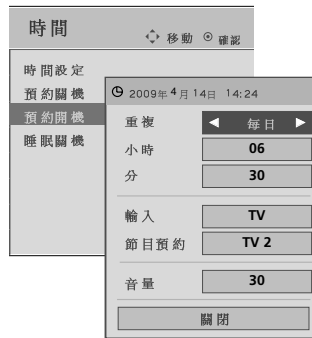 時間 移動 確認
時間設定
預約關機
預約開機
睡眠關機
2009年 4月 14日 14:24
重複 每日
小時 06
分 30
輸入 TV
節目預約 TV 2
音量 30
關閉